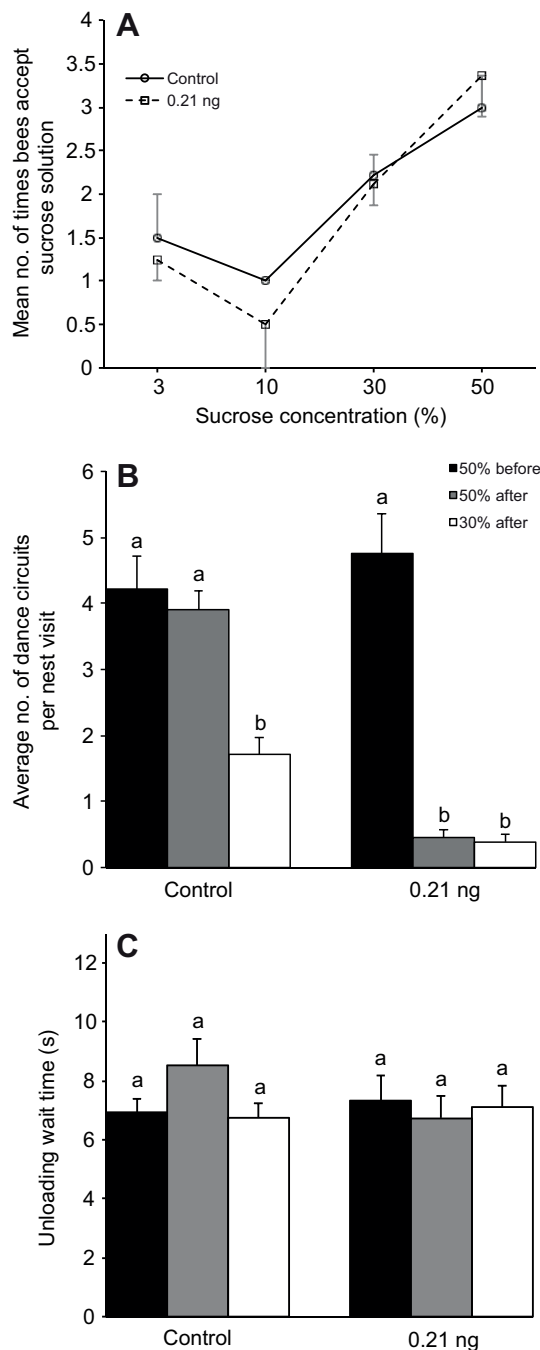 A
4
3.5
3
2.5
2
1.5
1
0.5
0
Mean no. of times bees accept
sucrose solution
Control
0.21 ng
3 10 30 50
Sucrose concentration (%)
B
6
5
4
3
2
1
0
Average no. of dance circuits
per nest visit
50% before
50% after
30% after
a a b a b b
Control 0.21 ng
C
12
10
8
6
4
2
0
Unloading wait time (s)
a a a a a a
Control 0.21 ng